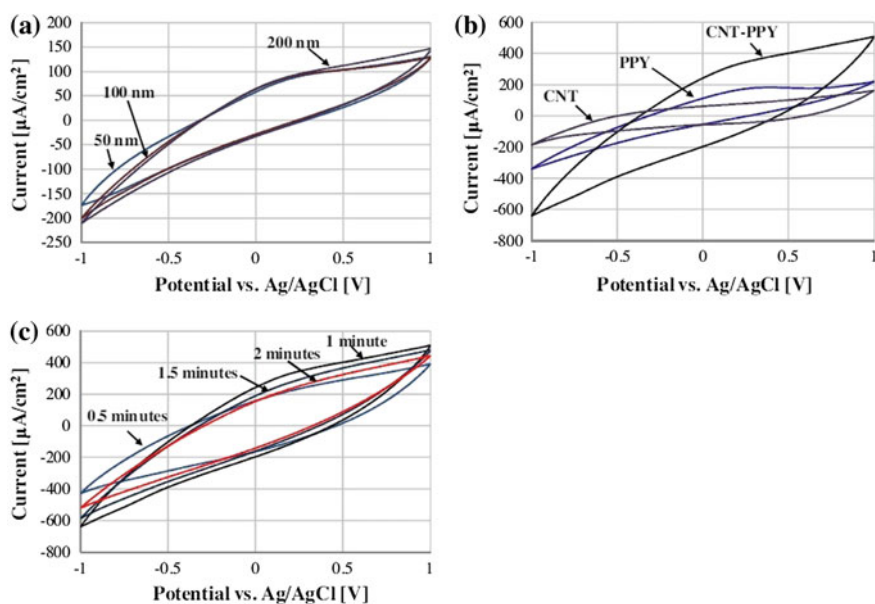 (a)
200
150
100
50
0
-50
-100
-150
-200
-250
Current [µA/cm²]
200 nm
100 nm
50 nm
-1 -0.5 0 0.5 1
Potential vs. Ag/AgCl [V]
(b)
600
400
200
0
-200
-400
-600
-800
Current [µA/cm²]
CNT-PPY
PPY
CNT
-1 -0.5 0 0.5 1
Potential vs. Ag/AgCl [V]
(c)
600
400
200
0
-200
-400
-600
-800
Current [µA/cm²]
1 minute
2 minutes
1.5 minutes
0.5 minutes
-1 -0.5 0 0.5 1
Potential vs. Ag/AgCl [V]